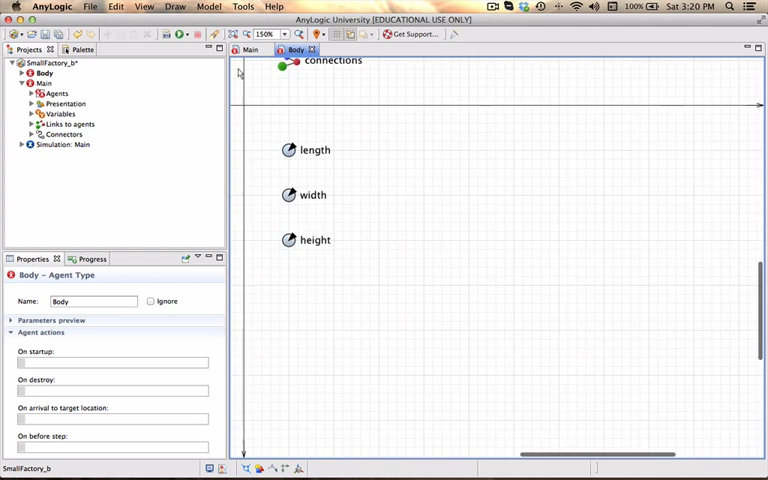 AnyLogic File Edit View Draw Model Tools Help 100% Sat 3:20 PM
AnyLogic University [EDUCATIONAL USE ONLY]
150% Get Support...
Projects Palette Main Body
SmallFactory_b*
Body
Main
Agents
Presentation
Variables
Links to agents
Connectors
Simulation: Main
connections
length
width
height
Properties Progress
Body - Agent Type
Name: Body Ignore
Parameters preview
Agent actions
On startup:
On destroy:
On arrival to target location:
On before step:
SmallFactory_b